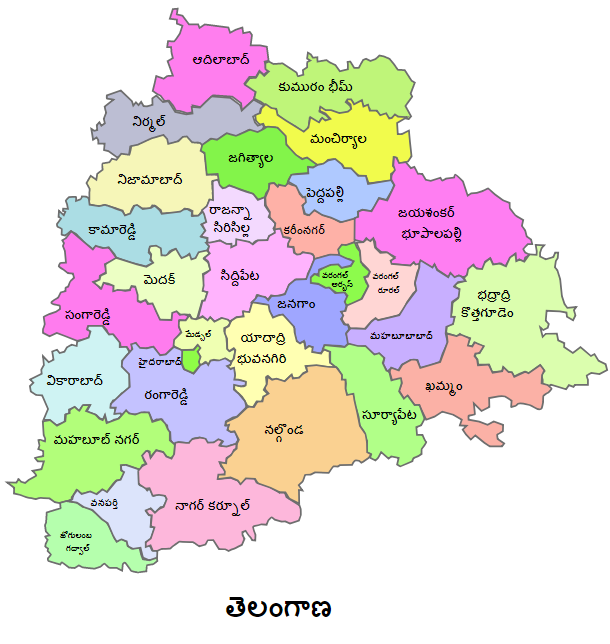 ఆదిలాబాద్
కుమురం భీమ్
నిర్మల్
మంచిర్యాల
జగిత్యాల
నిజామాబాద్
పెద్దపల్లి
రాజన్నా
సిరిసిల్ల
జయశంకర్
భూపాలపల్లి
కామారెడ్డి
కరీంనగర్
మెదక్
సిద్దిపేట
వరంగల్
అర్బన్
వరంగల్
రూరల్
భద్రాద్రి
కొత్తగూడెం
జనగాం
సంగారెడ్డి
మేడ్చల్
యాదాద్రి
భువనగిరి
మహబూబాబాద్
హైదరాబాద్
వికారాబాద్
రంగారెడ్డి
ఖమ్మం
సూర్యాపేట
నల్గొండ
మహబూబ్ నగర్
వనపర్తి
నాగర్ కర్నూల్
జోగులంబ
గద్వాల్
తెలంగాణ